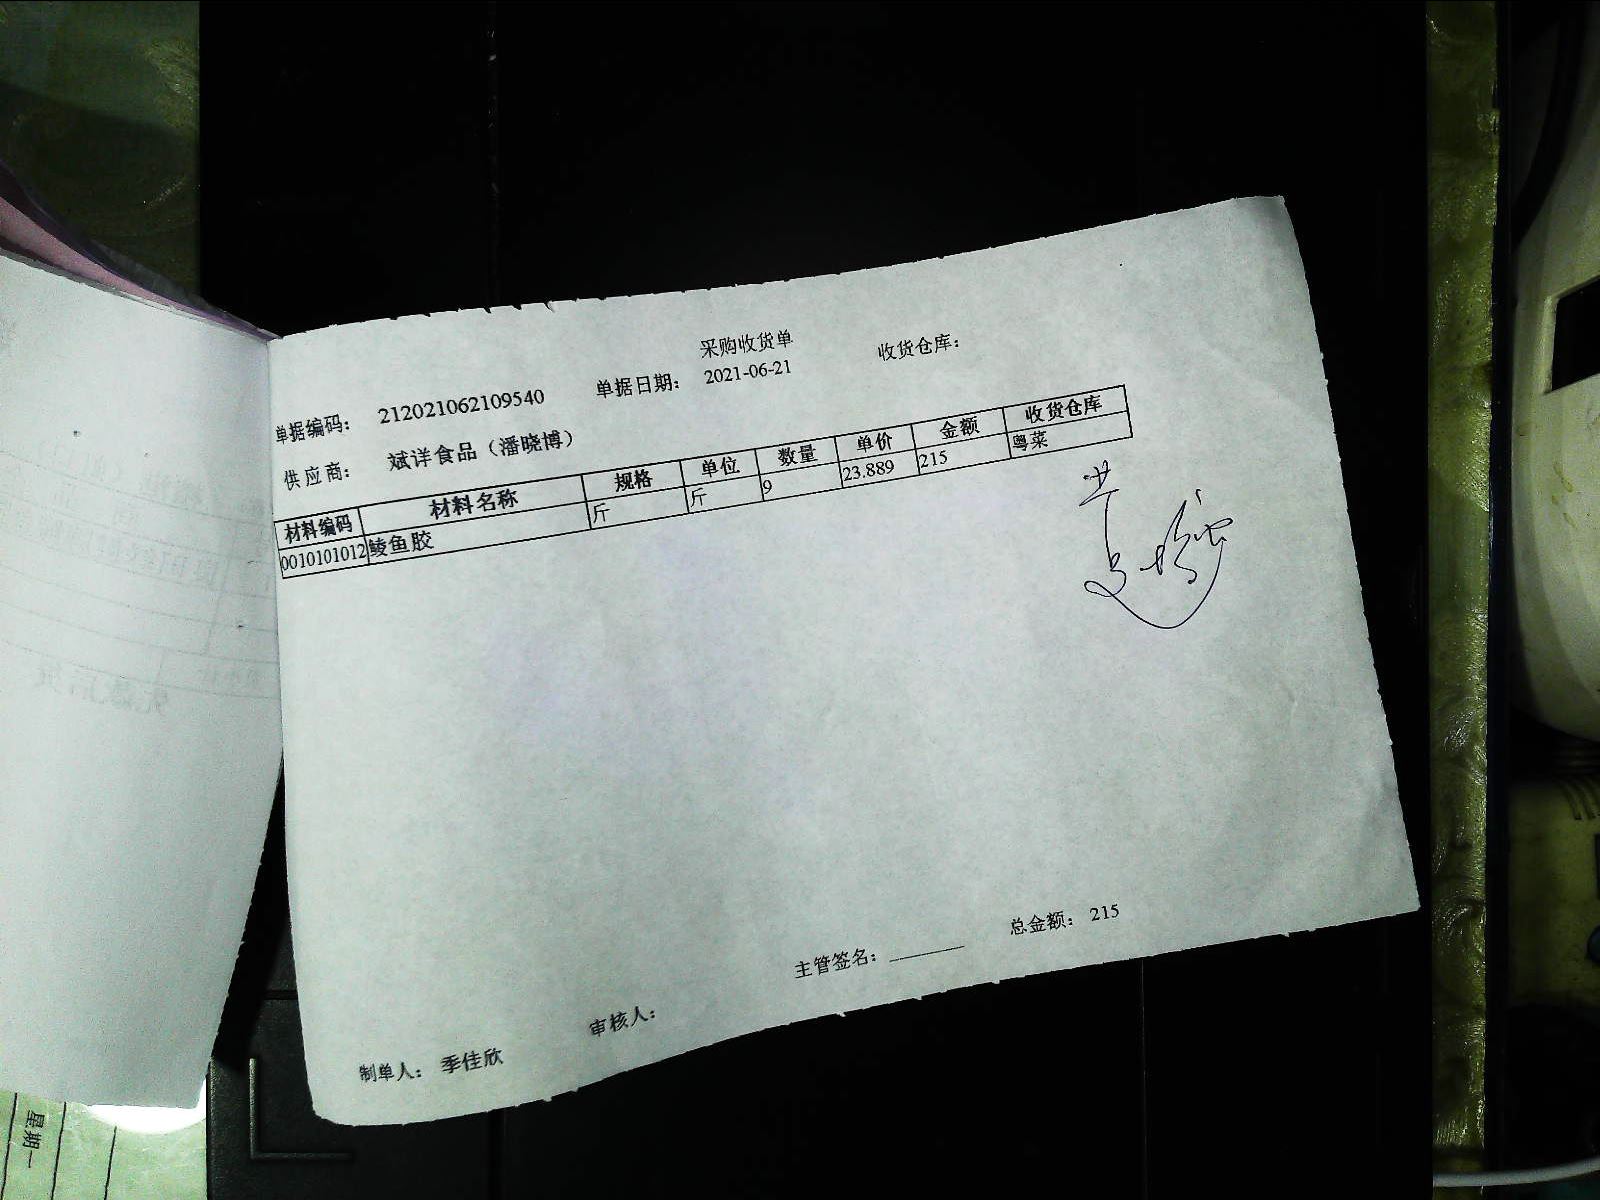 采购收货单
单据编码： 212021062109540 单据日期： 2021-06-21 收货仓库：
供应商： 斌洋食品（潘晓博）
材料编码 材料名称 规格 单位 数量 单价 金额 收货仓库
0010101012 鲮鱼胶 斤 斤 9 23.889 215 粤菜
主管签名： 总金额： 215
制单人： 季佳欣 审核人：
星期一